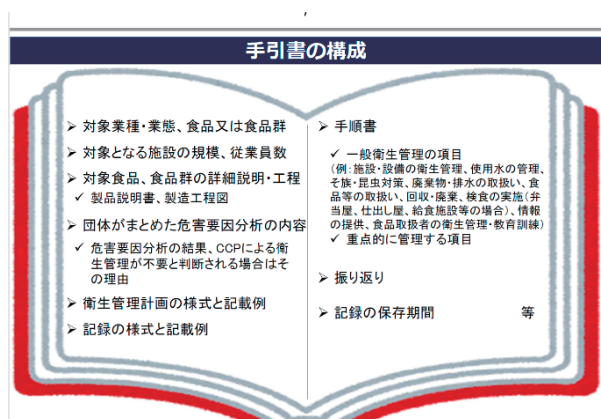 手引書の構成
➢ 対象業種・業態、食品又は食品群
➢ 対象となる施設の規模、従業員数
➢ 対象食品、食品群の詳細説明・工程
✓ 製品説明書、製造工程図
➢ 団体がまとめた危害要因分析の内容
✓ 危害要因分析の結果、CCPによる衛
生管理が不要と判断される場合はそ
の理由
➢ 衛生管理計画の様式と記載例
➢ 記録の様式と記載例
➢ 手順書
✓ 一般衛生管理の項目
(例:施設・設備の衛生管理、使用水の管理、
そ族・昆虫対策、廃棄物・排水の取扱い、食
品等の取扱い、回収・廃棄、検食の実施(弁
当屋、仕出し屋、給食施設等の場合)、情報
の提供、食品取扱者の衛生管理・教育訓練)
✓ 重点的に管理する項目
➢ 振り返り
➢ 記録の保存期間 等